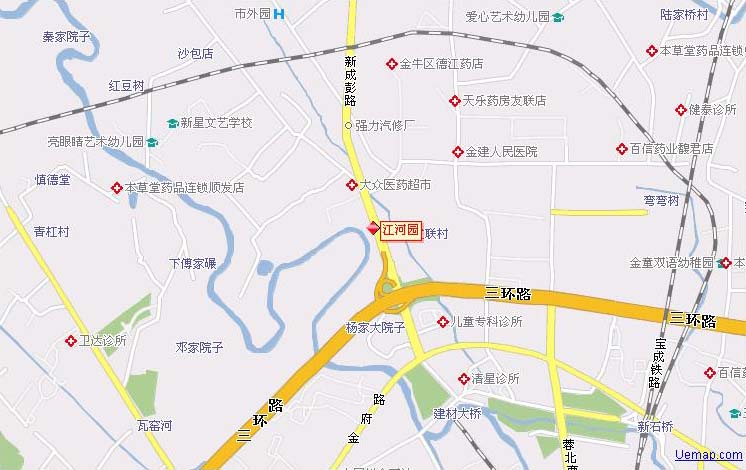 市外园
爱心艺术幼儿园
陆家桥村
秦家院子
沙包店
新成彭路
金牛区德江药店
本草堂药品连锁
红豆树
天乐药房友联店
健泰诊所
新星文艺学校
强力汽修厂
亮眼睛艺术幼儿园
金建人民医院
百信药业馥君店
慎德堂
本草堂药品连锁顺发店
大众医药超市
弯弯树
青杠村
江河园
联村
下傅家碾
金童双语幼稚园
本
三环路
三环路
卫达诊所
杨家大院子
儿童专科诊所
宝成铁路
邓家院子
清星诊所
百信
瓦窑河
三环路
金府路
建材大桥
新石桥
蓉北
Uemap.com